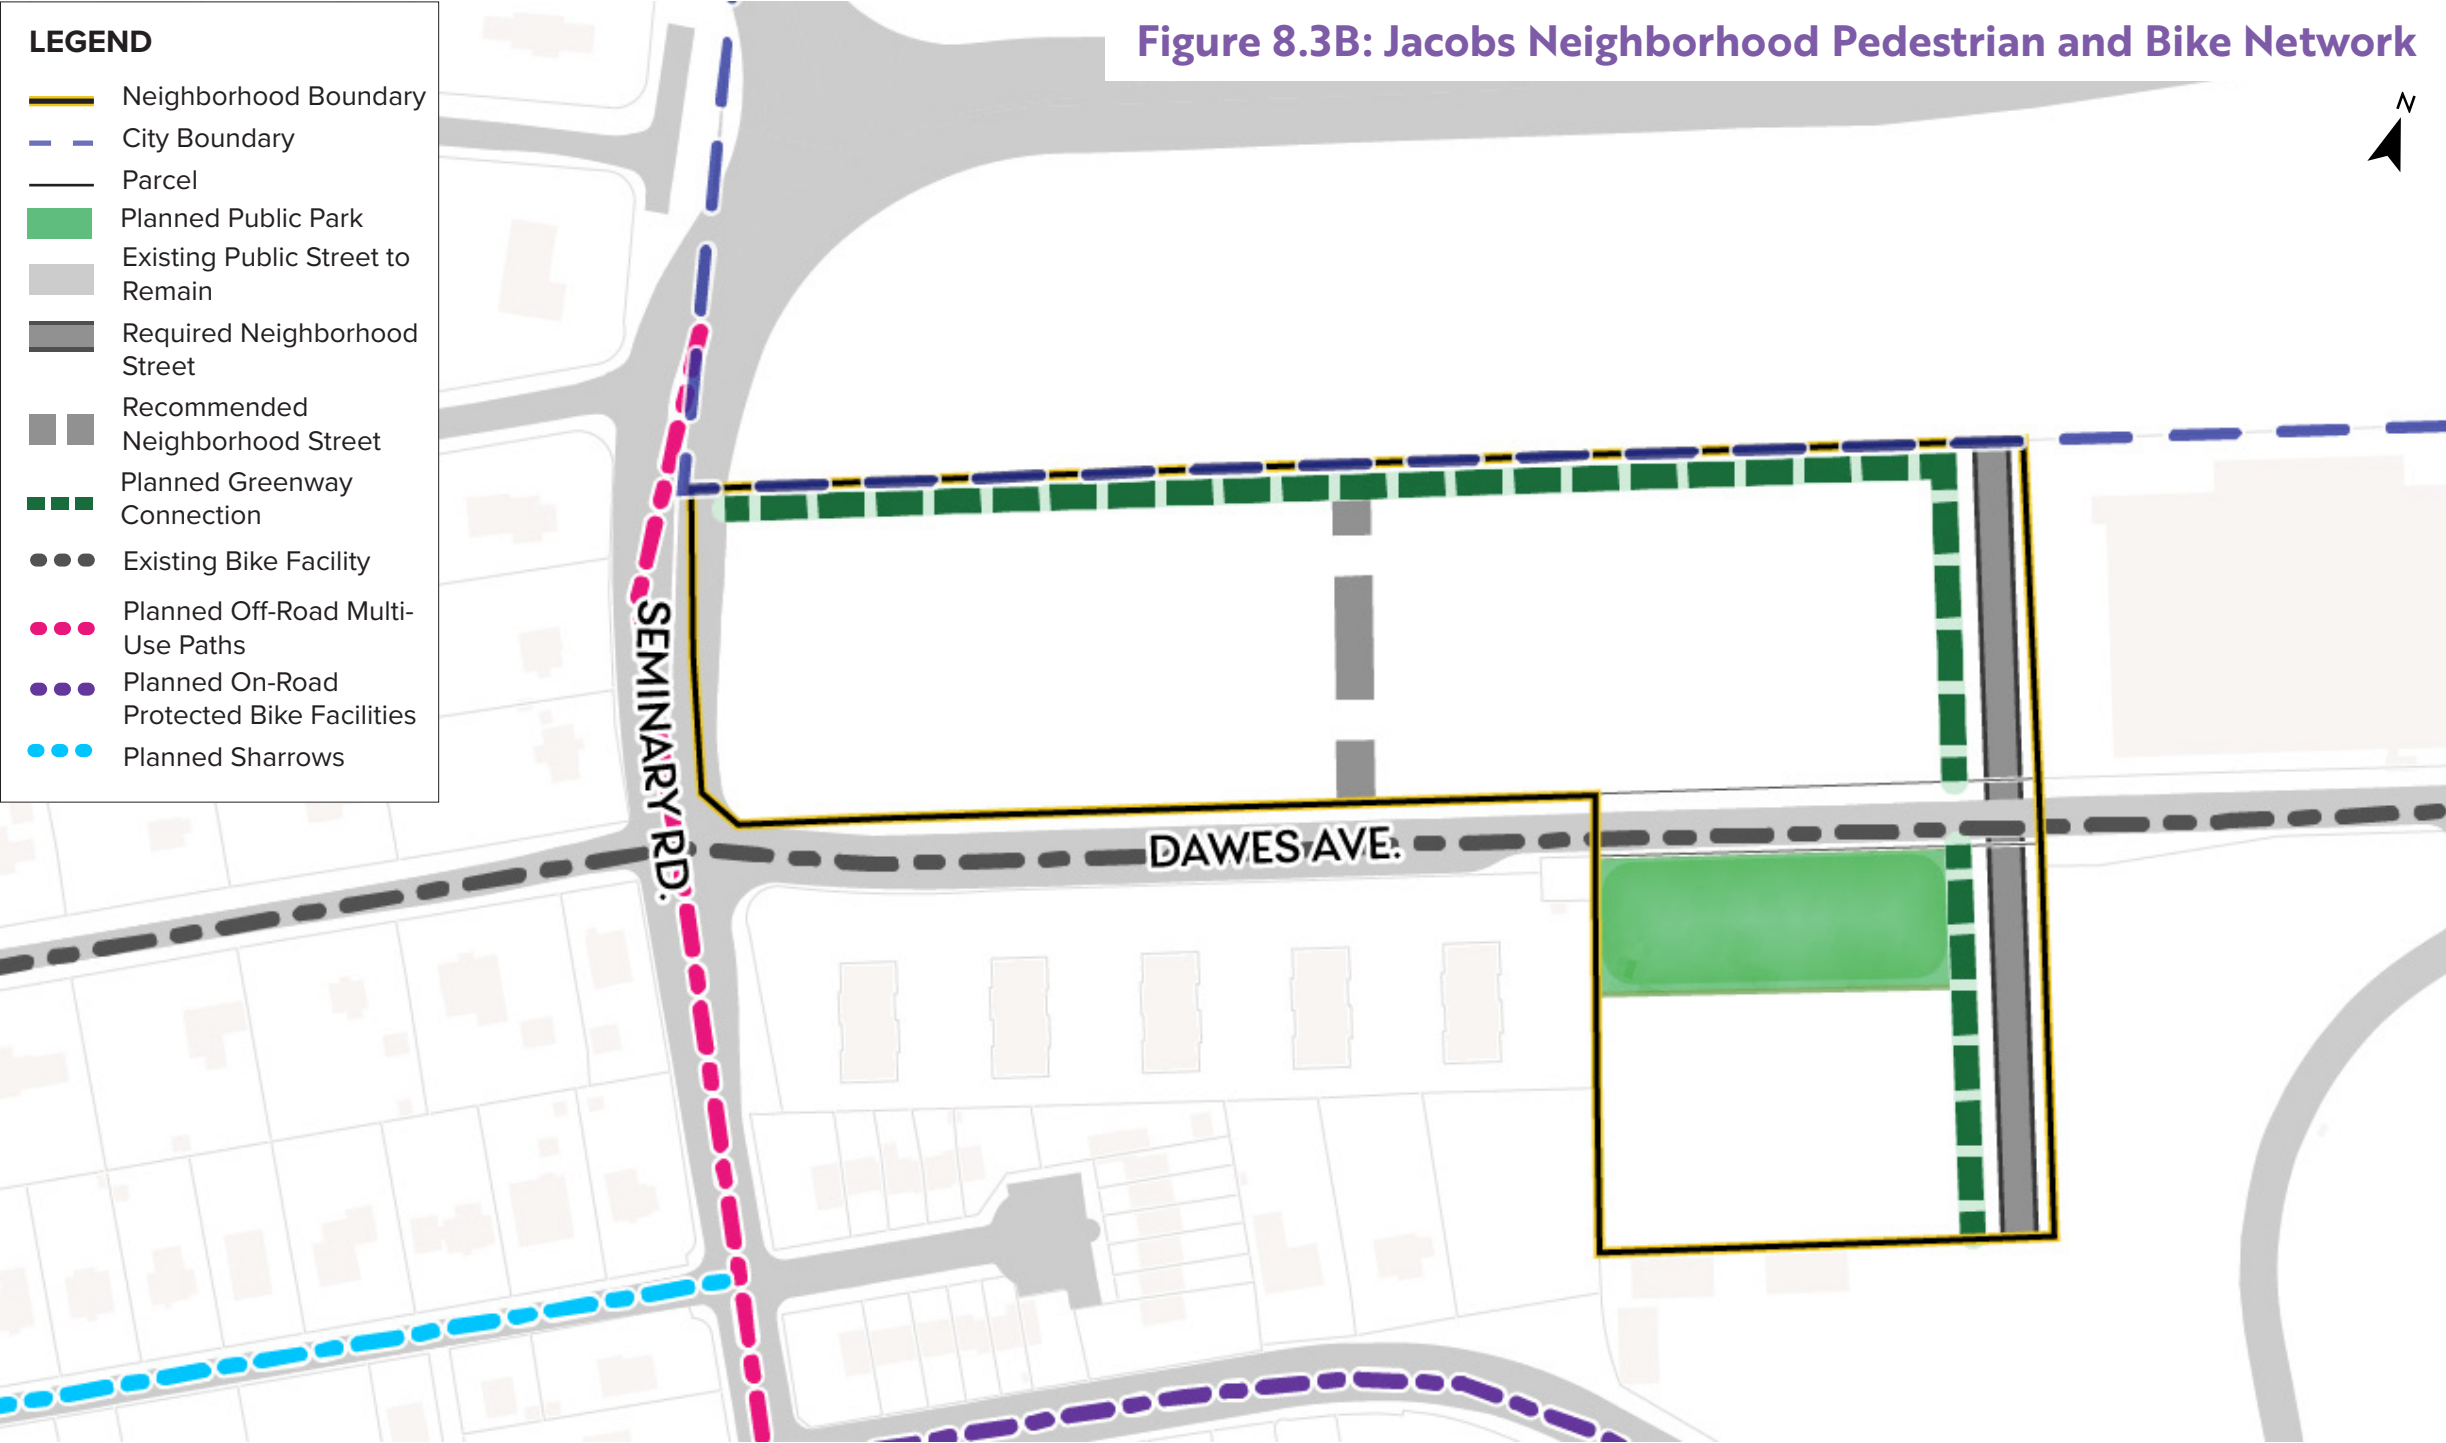 Figure 8.3B: Jacobs Neighborhood Pedestrian and Bike Network
N
LEGEND
Neighborhood Boundary
City Boundary
Parcel
Planned Public Park
Existing Public Street to
Remain
Required Neighborhood
Street
Recommended
Neighborhood Street
Planned Greenway
Connection
Existing Bike Facility
Planned Off-Road Multi-
Use Paths
Planned On-Road
Protected Bike Facilities
Planned Sharrows
SEMINARY RD.
DAWES AVE.